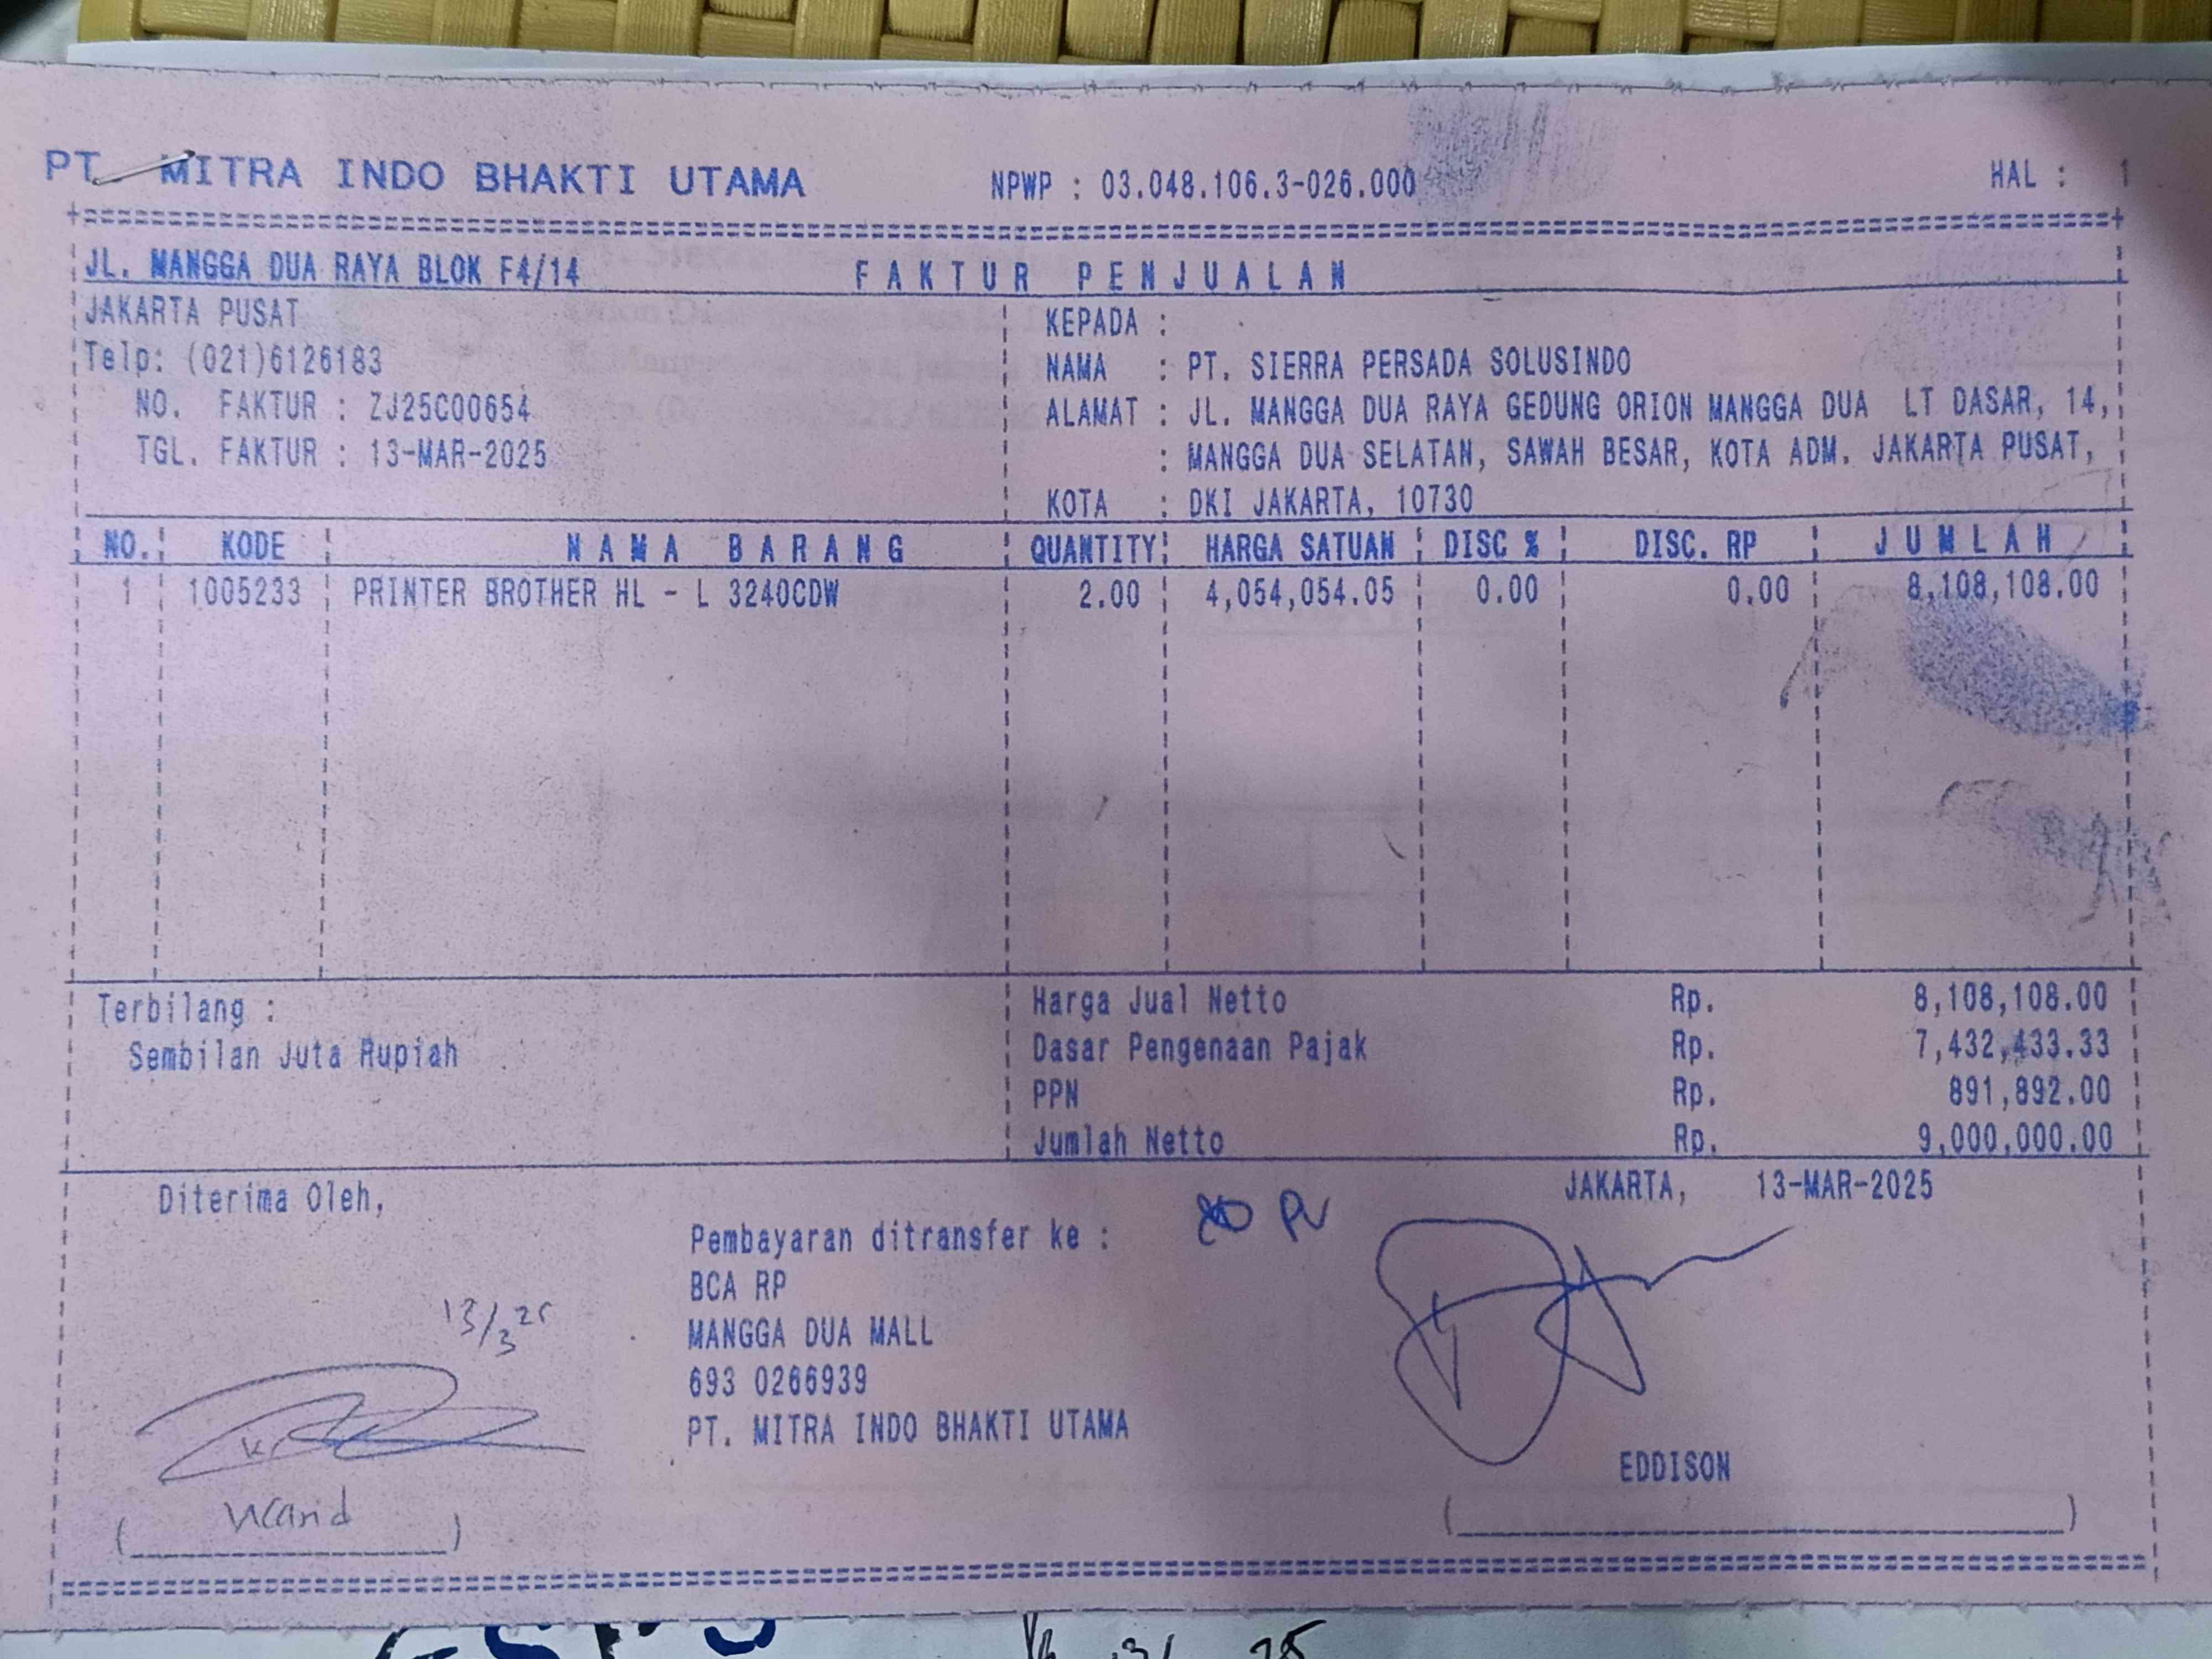 PT. MITRA INDO BHAKTI UTAMA NPWP : 03.048.106.3-026.000 HAL : 1
JL. MANGGA DUA RAYA BLOK F4/14 FAKTUR PENJUALAN
JAKARTA PUSAT
Telp: (021)6126183
NO. FAKTUR : ZJ25C00654
TGL. FAKTUR : 13-MAR-2025
KEPADA :
NAMA : PT. SIERRA PERSADA SOLUSINDO
ALAMAT : JL. MANGGA DUA RAYA GEDUNG ORION MANGGA DUA LT DASAR, 14,
: MANGGA DUA SELATAN, SAWAH BESAR, KOTA ADM. JAKARTA PUSAT,
KOTA : DKI JAKARTA, 10730
NO. KODE NAMA BARANG QUANTITY HARGA SATUAN DISC % DISC. RP JUMLAH
1 1005233 PRINTER BROTHER HL - L 3240CDW 2.00 4,054,054.05 0.00 0.00 8,108,108.00
Terbilang :
Sembilan Juta Rupiah
Harga Jual Netto Rp. 8,108,108.00
Dasar Pengenaan Pajak Rp. 7,432,433.33
PPN Rp. 891,892.00
Jumlah Netto Rp. 9,000,000.00
Diterima Oleh,
13/3 25
Pembayaran ditransfer ke :
BCA RP
MANGGA DUA MALL
693 0266939
PT. MITRA INDO BHAKTI UTAMA
JAKARTA, 13-MAR-2025
EDDISON